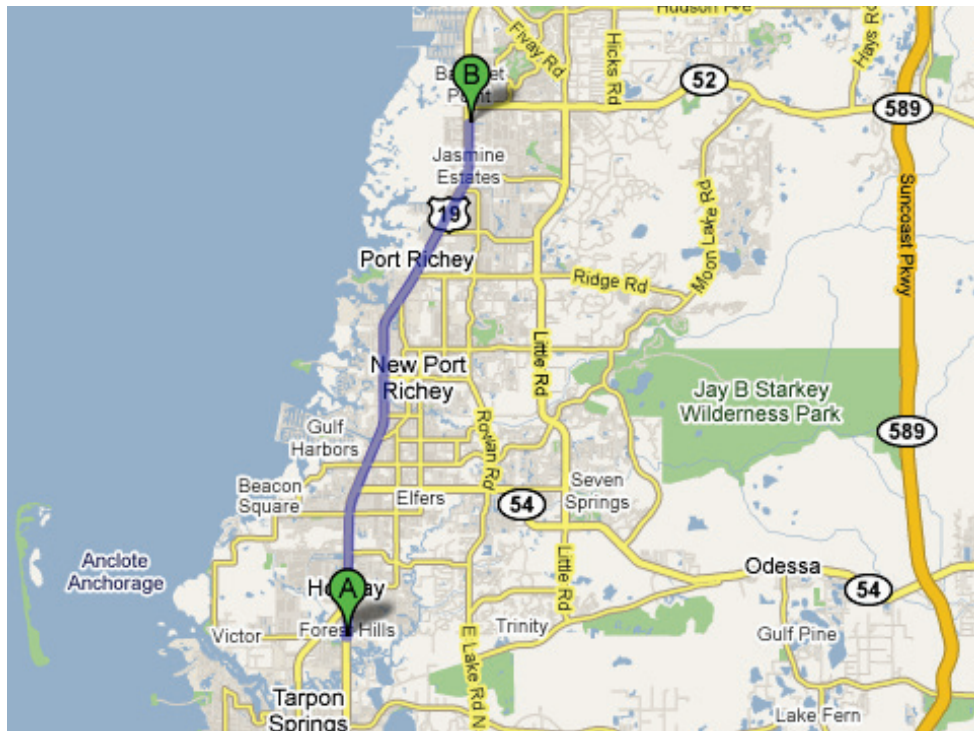 Hudson Ave
Fivay Rd
Hicks Rd
Hays Rd
B
Point
52
589
Jasmine
Estates
19
Moon Lake Rd
Suncoast Pkwy
Port Richey
Ridge Rd
Little Rd
New Port
Richey
Jay B Starkey
Wilderness Park
Gulf
Harbors
Rowan Rd
589
Beacon
Square
Elfers
54
Seven
Springs
Anclote
Anchorage
Little Rd
Odessa
54
A
Victor
Forest Hills
E Lake Rd N
Trinity
Gulf Pine
Tarpon
Springs
Lake Fern